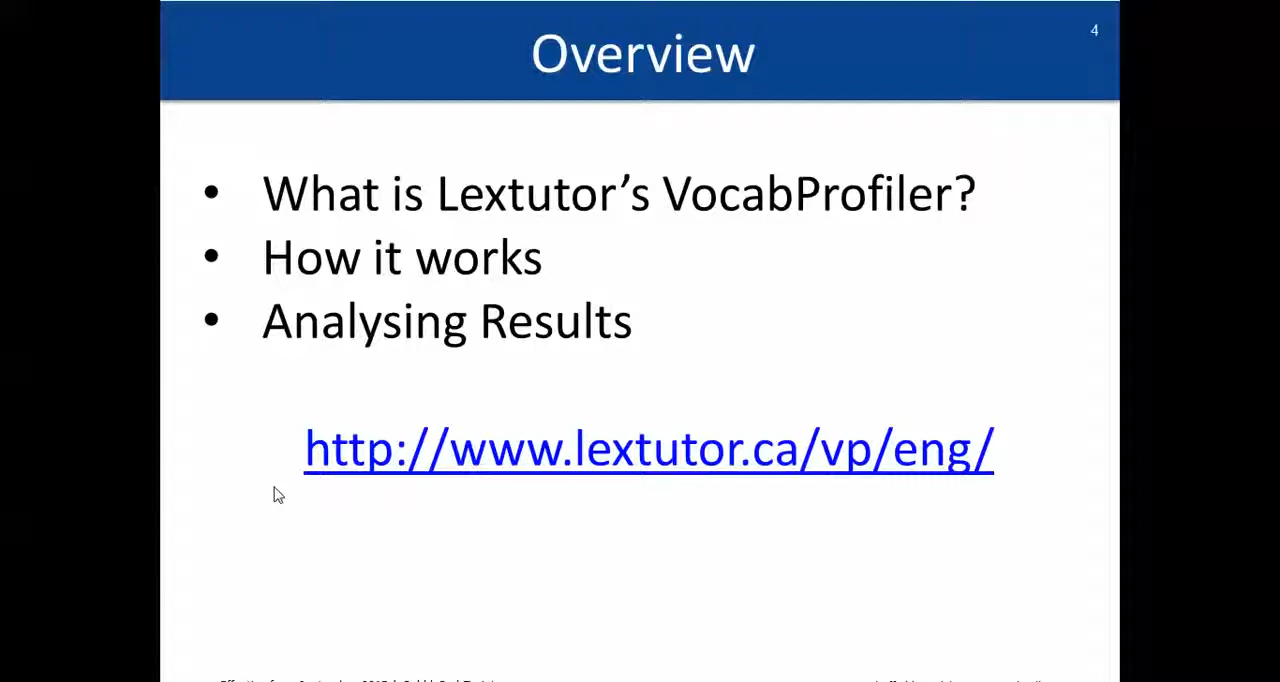 4
Overview
• What is Lextutor’s VocabProfiler?
• How it works
• Analysing Results
http://www.lextutor.ca/vp/eng/